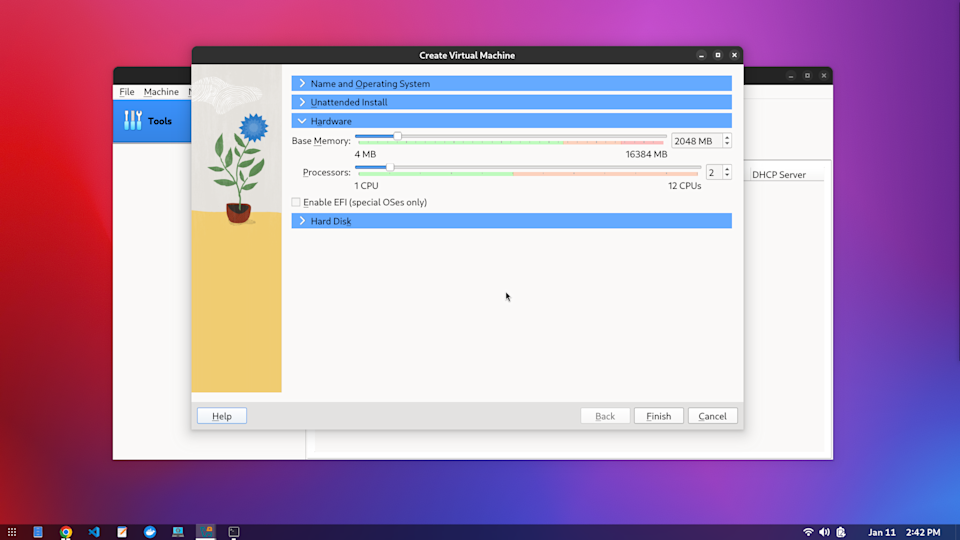 Create Virtual Machine
File Machine
Tools
Name and Operating System
Unattended Install
Hardware
Base Memory: 2048 MB
4 MB 16384 MB
Processors: 2
1 CPU 12 CPUs
Enable EFI (special OSes only)
Hard Disk
DHCP Server
Help Back Finish Cancel
Jan 11 2:42 PM